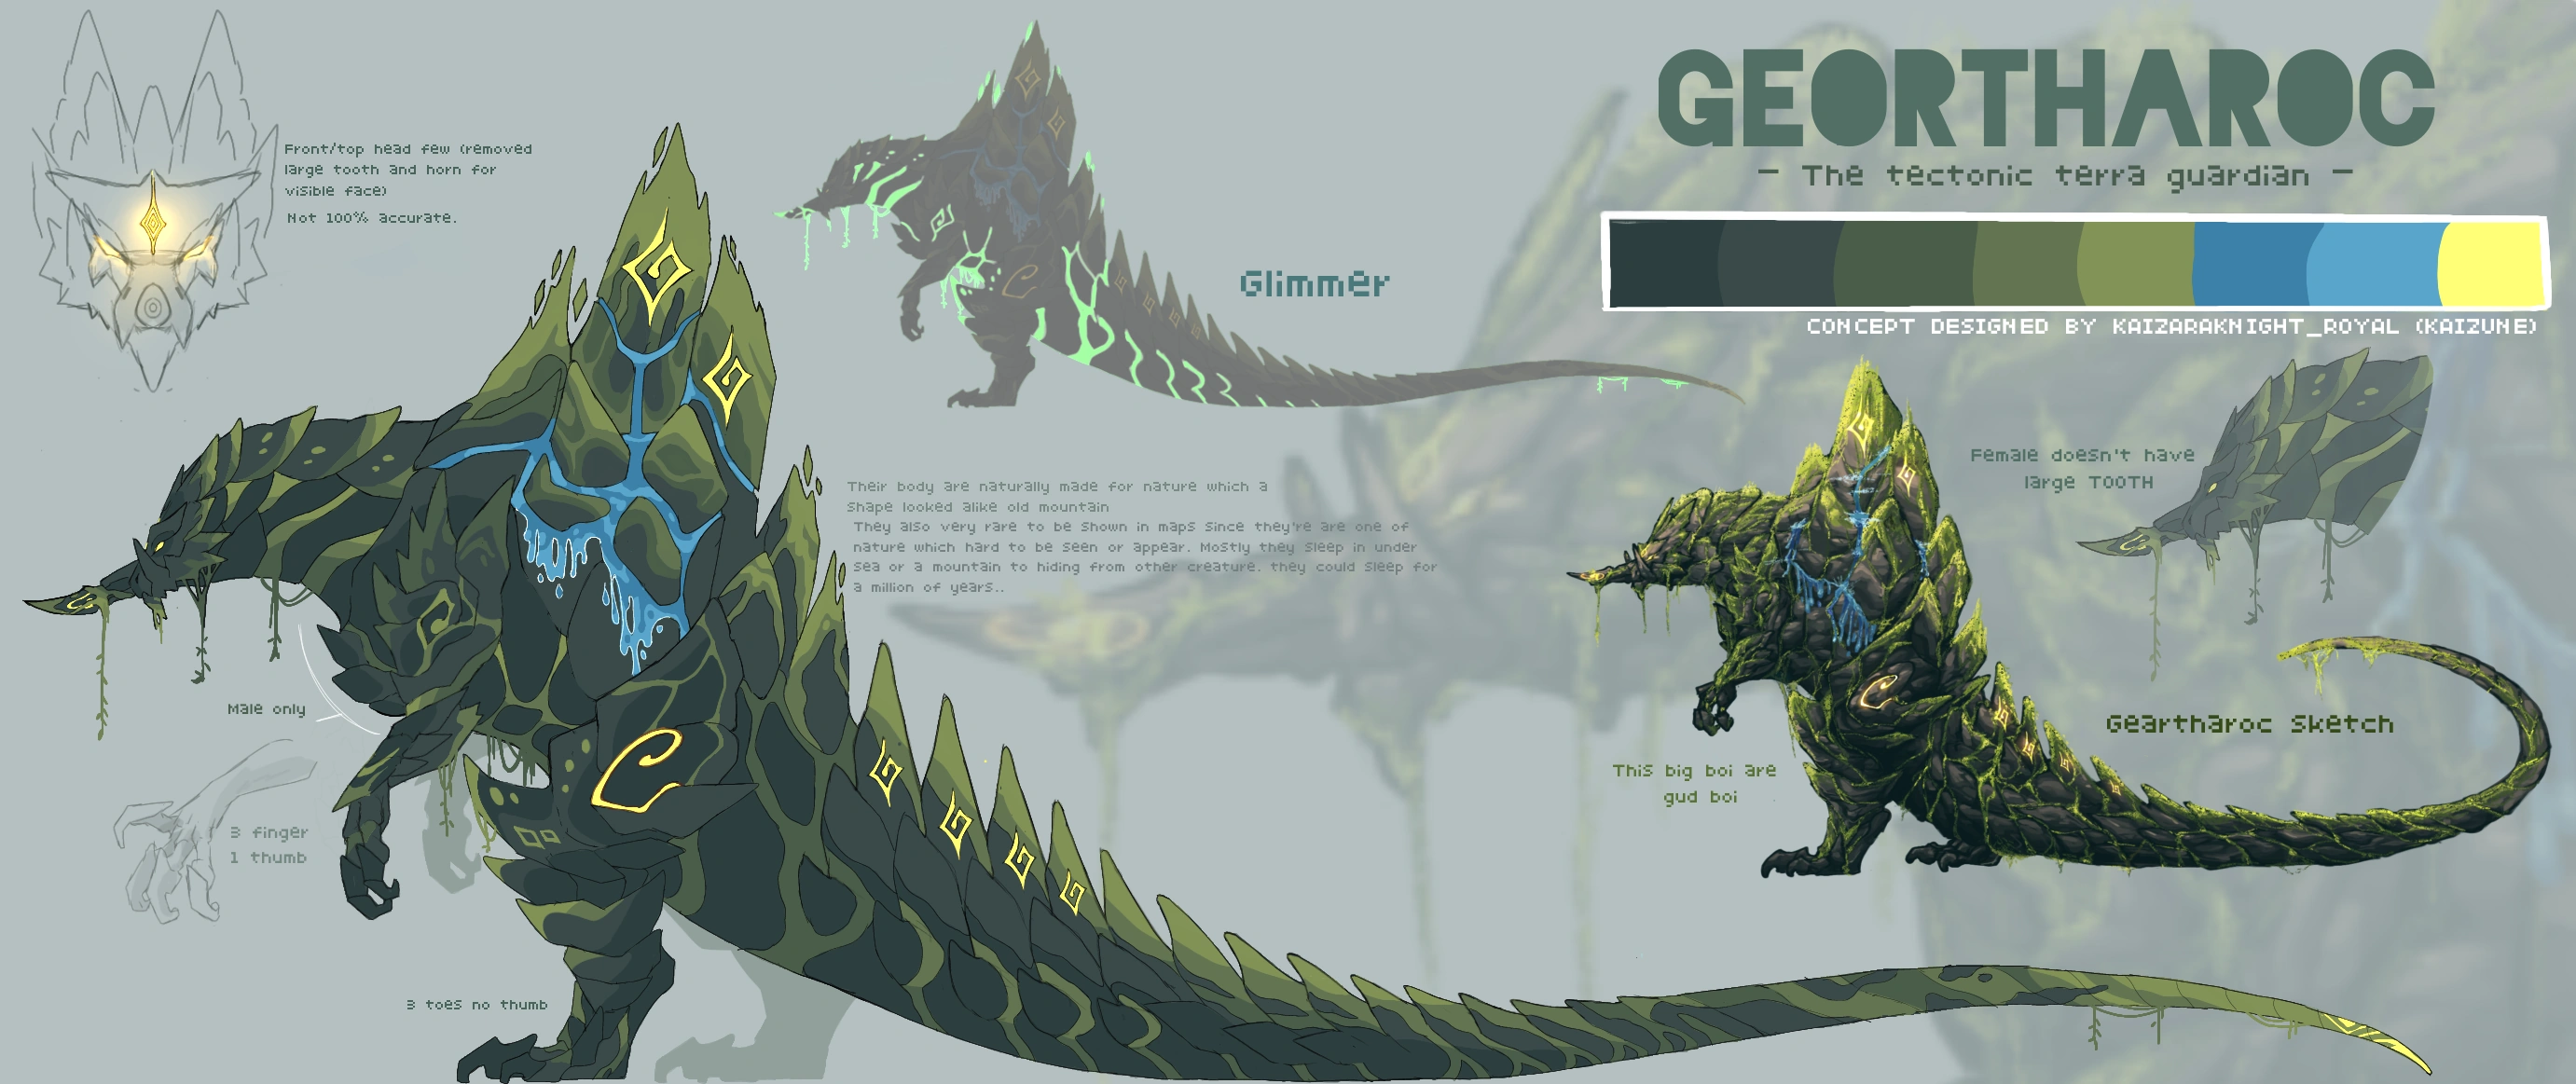 GEORTHAROC
- The tectonic terra guardian -
CONCEPT DESIGNED BY KAIZARAKNIGHT_ROYAL (KAIZUNE)
Front/top head few (removed
large tooth and horn for
visible face)
Not 100% accurate.
Glimmer
Their body are naturally made for nature which a
Shape looked alike old mountain
They also very rare to be shown in maps since they're are one of
nature which hard to be seen or appear. Mostly they sleep in under
sea or a mountain to hiding from other creature. they could sleep for
a million of years..
Female doesn't have
large TOOTH
Male only
Geartharoc Sketch
This big boi are
gud boi
3 finger
1 thumb
3 toes no thumb